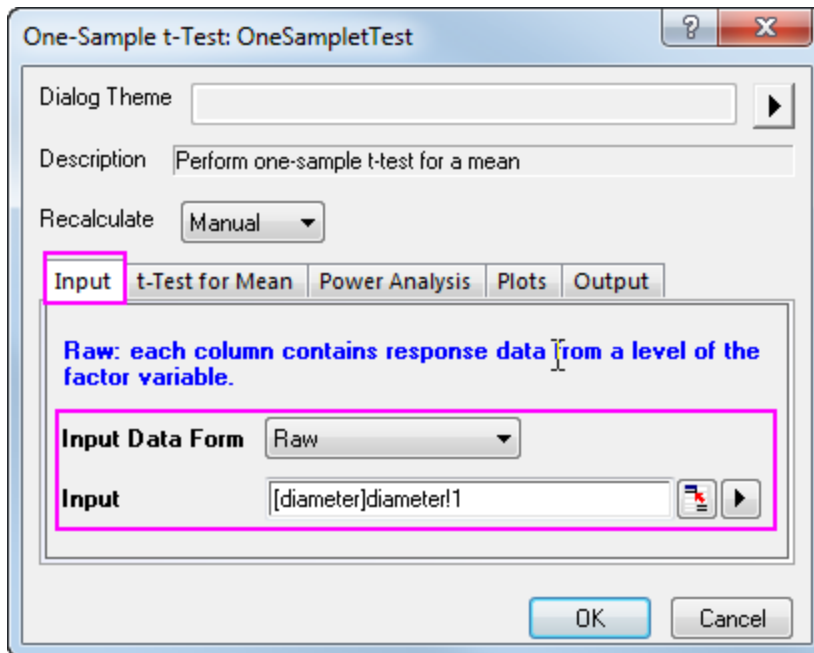 One-Sample t-Test: OneSampletTest
Dialog Theme
Description Perform one-sample t-test for a mean
Recalculate Manual
Input t-Test for Mean Power Analysis Plots Output
Raw: each column contains response data from a level of the
factor variable.
Input Data Form Raw
Input [diameter]diameter!1
OK Cancel